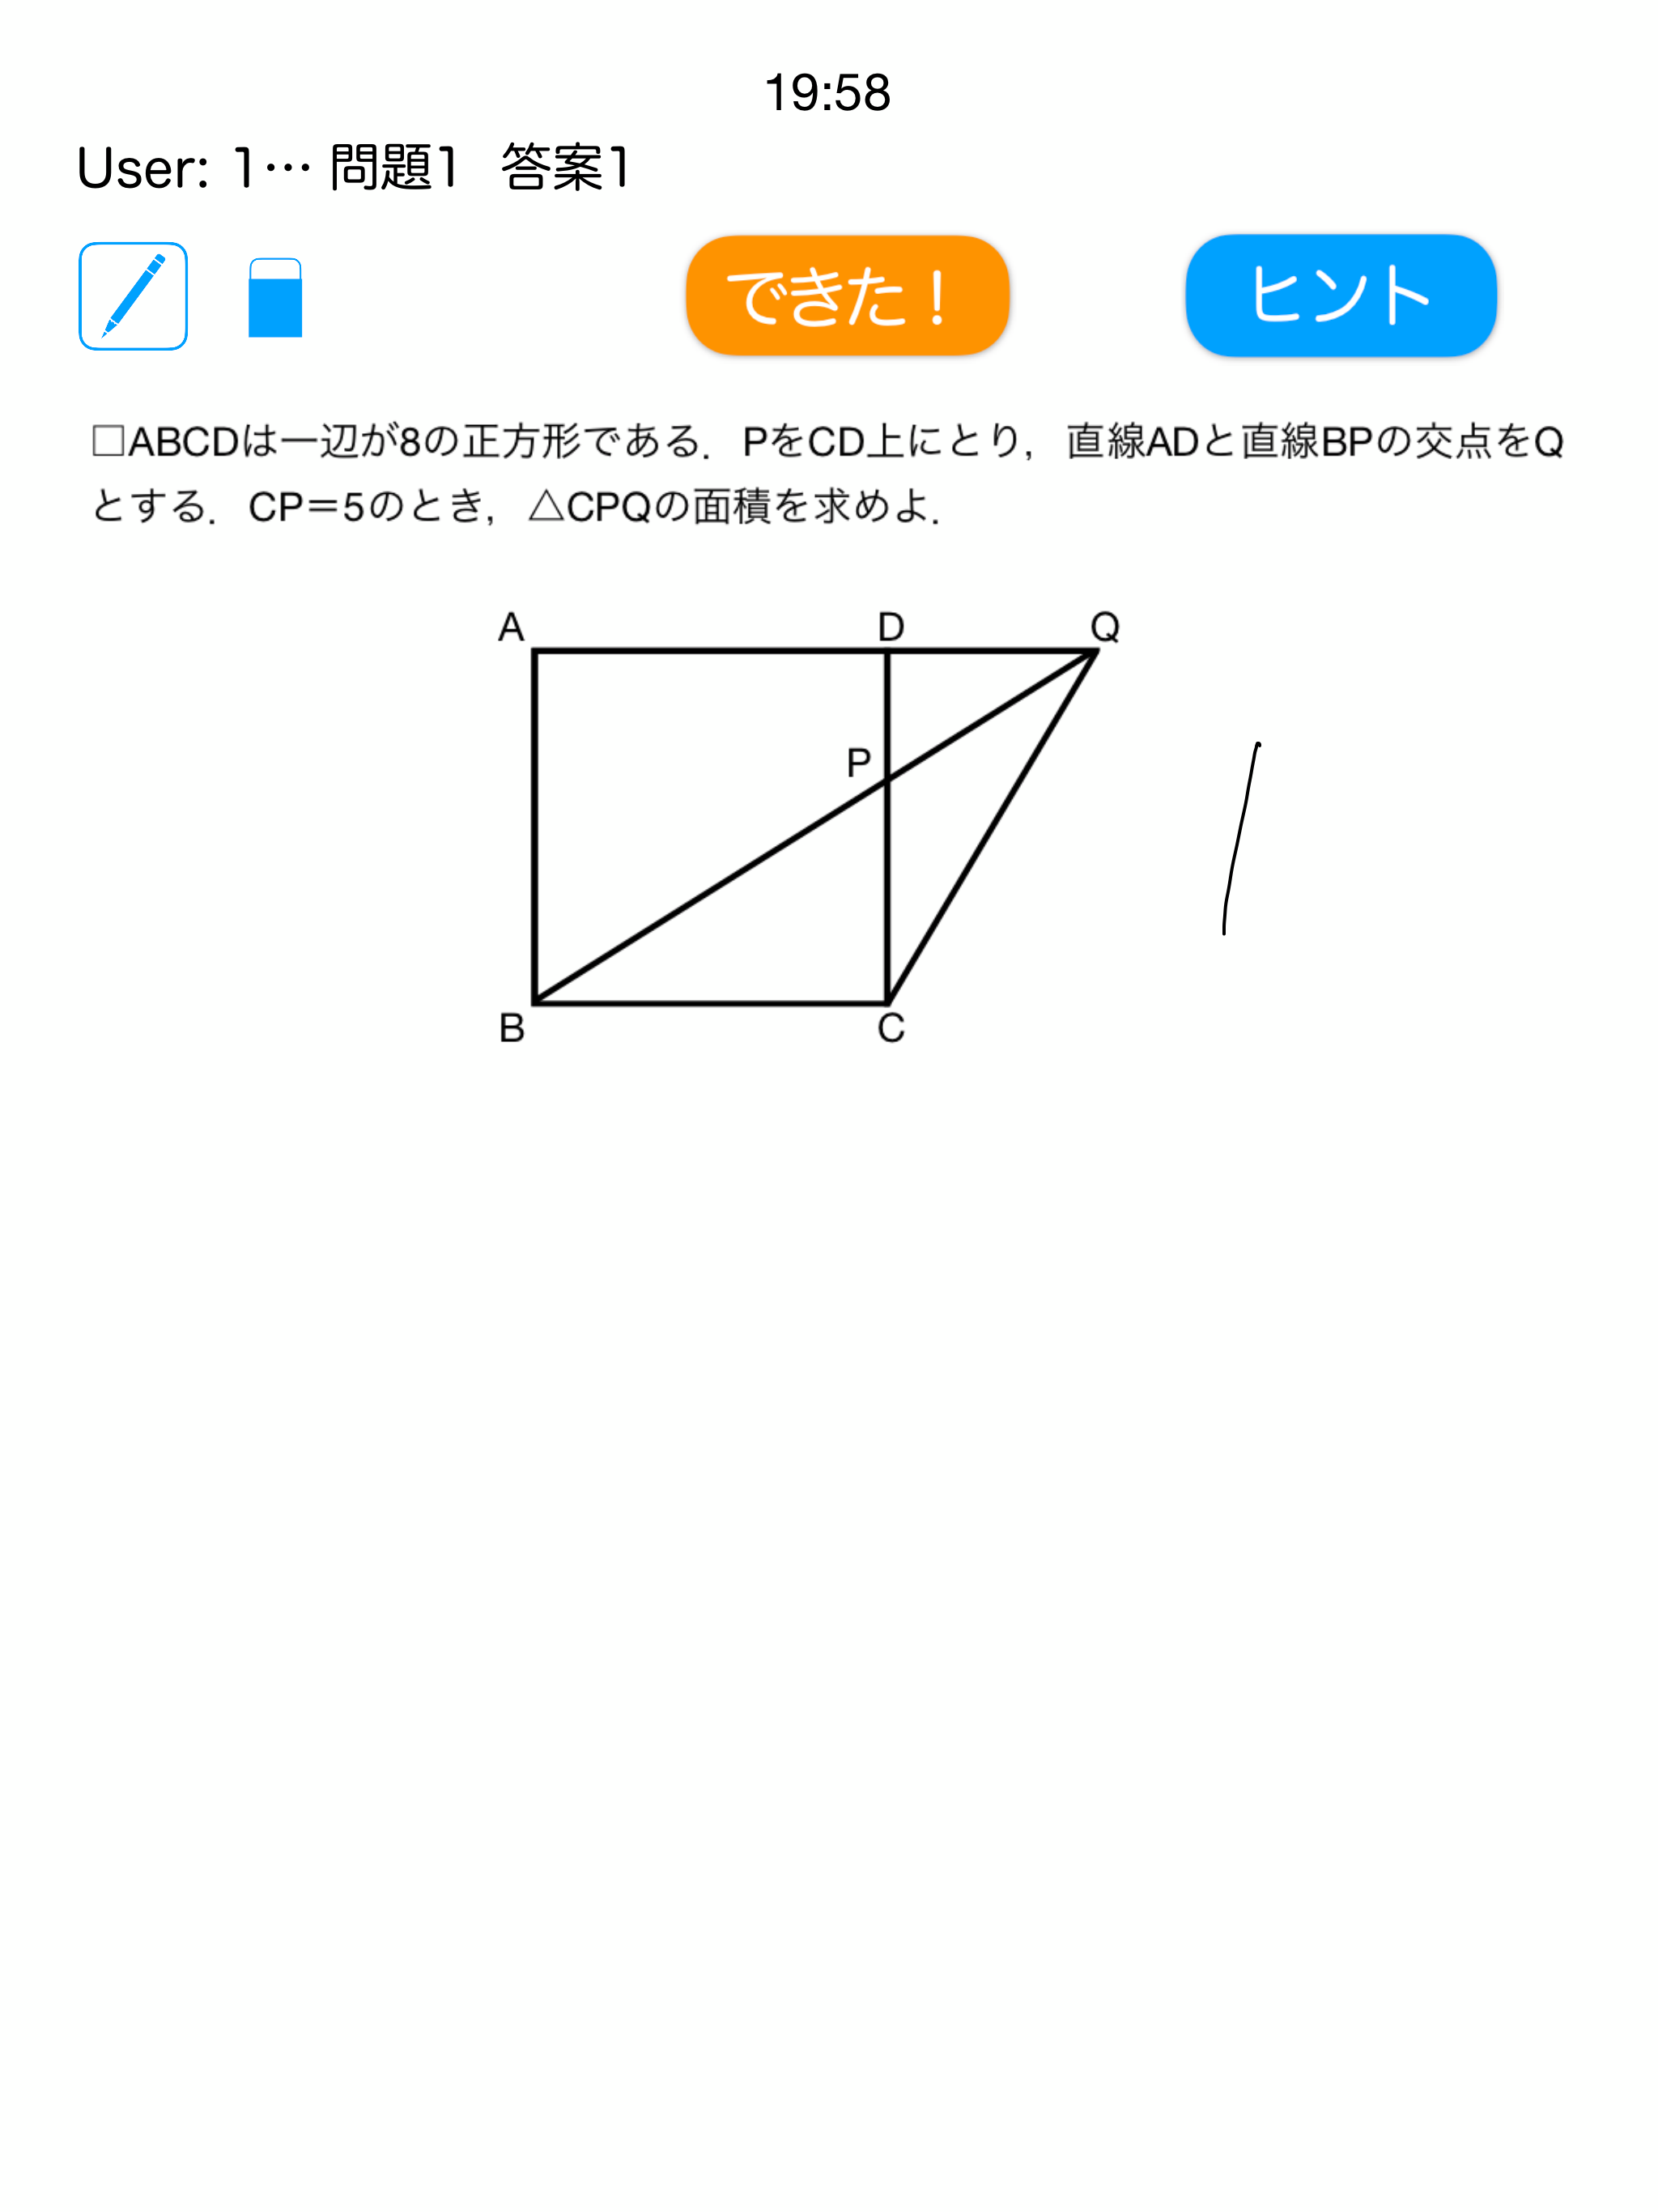 19:58
User: 1… 問題1 答案1
できた！
ヒント
□ABCDは一辺が8の正方形である．PをCD上にとり，直線ADと直線BPの交点をQ
とする．CP＝5のとき，△CPQの面積を求めよ．
A D Q
P
B C